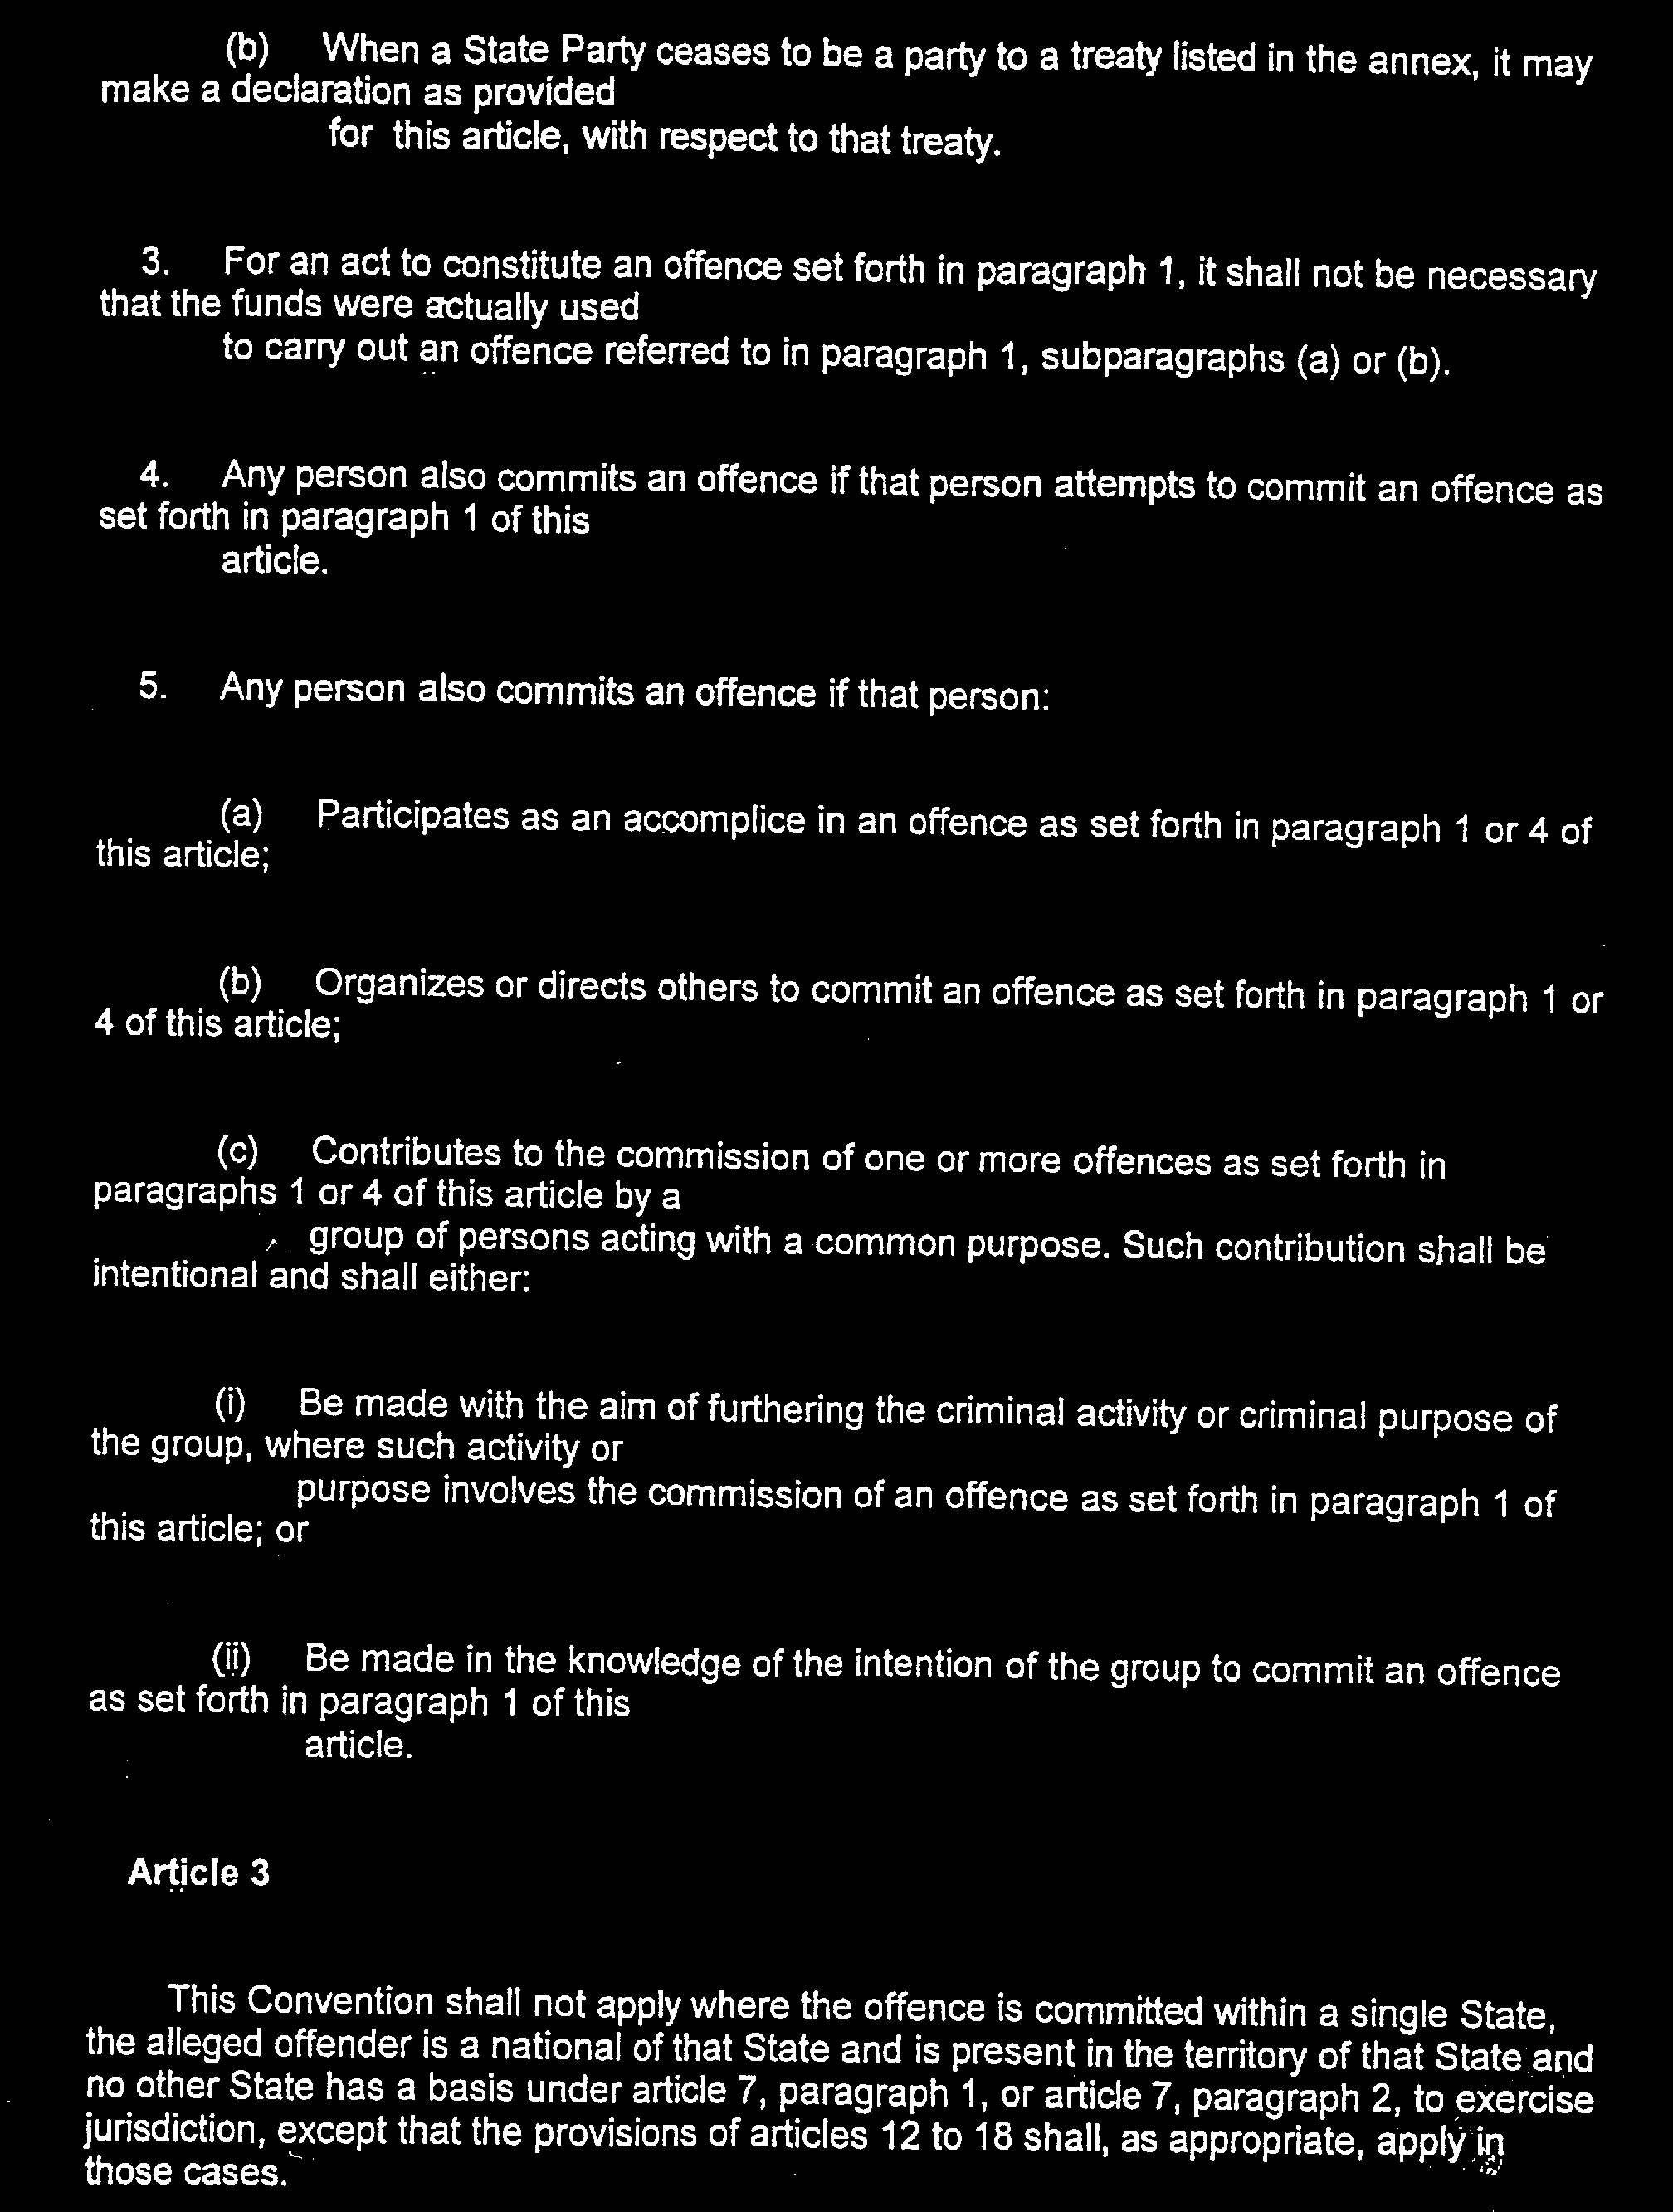 (b) When a State Party ceases to be a party to a treaty listed in the annex, it may
make a declaration as provided
for this article, with respect to that treaty.
3. For an act to constitute an offence set forth in paragraph 1, it shall not be necessary
that the funds were actually used
to carry out an offence referred to in paragraph 1, subparagraphs (a) or (b).
4. Any person also commits an offence if that person attempts to commit an offence as
set forth in paragraph 1 of this
article.
5. Any person also commits an offence if that person:
(a) Participates as an accomplice in an offence as set forth in paragraph 1 or 4 of
this article;
(b) Organizes or directs others to commit an offence as set forth in paragraph 1 or
4 of this article;
(c) Contributes to the commission of one or more offences as set forth in
paragraphs 1 or 4 of this article by a
group of persons acting with a common purpose. Such contribution shall be
intentional and shall either:
(i) Be made with the aim of furthering the criminal activity or criminal purpose of
the group, where such activity or
purpose involves the commission of an offence as set forth in paragraph 1 of
this article; or
(ii) Be made in the knowledge of the intention of the group to commit an offence
as set forth in paragraph 1 of this
article.
Article 3
This Convention shall not apply where the offence is committed within a single State,
the alleged offender is a national of that State and is present in the territory of that State and
no other State has a basis under article 7, paragraph 1, or article 7, paragraph 2, to exercise
jurisdiction, except that the provisions of articles 12 to 18 shall, as appropriate, apply in
those cases.